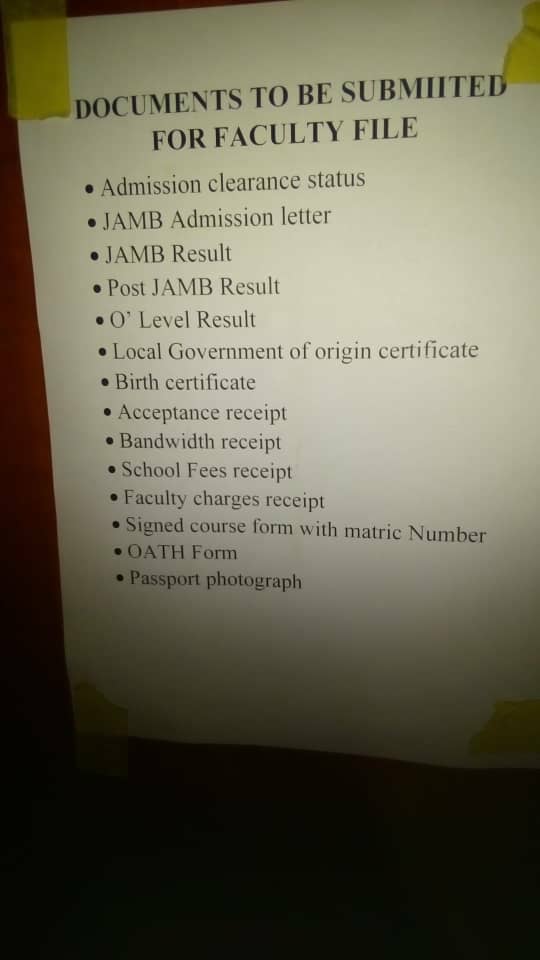 DOCUMENTS TO BE SUBMIITED
FOR FACULTY FILE
• Admission clearance status
• JAMB Admission letter
• JAMB Result
• Post JAMB Result
• O’ Level Result
• Local Government of origin certificate
• Birth certificate
• Acceptance receipt
• Bandwidth receipt
• School Fees receipt
• Faculty charges receipt
• Signed course form with matric Number
• OATH Form
• Passport photograph